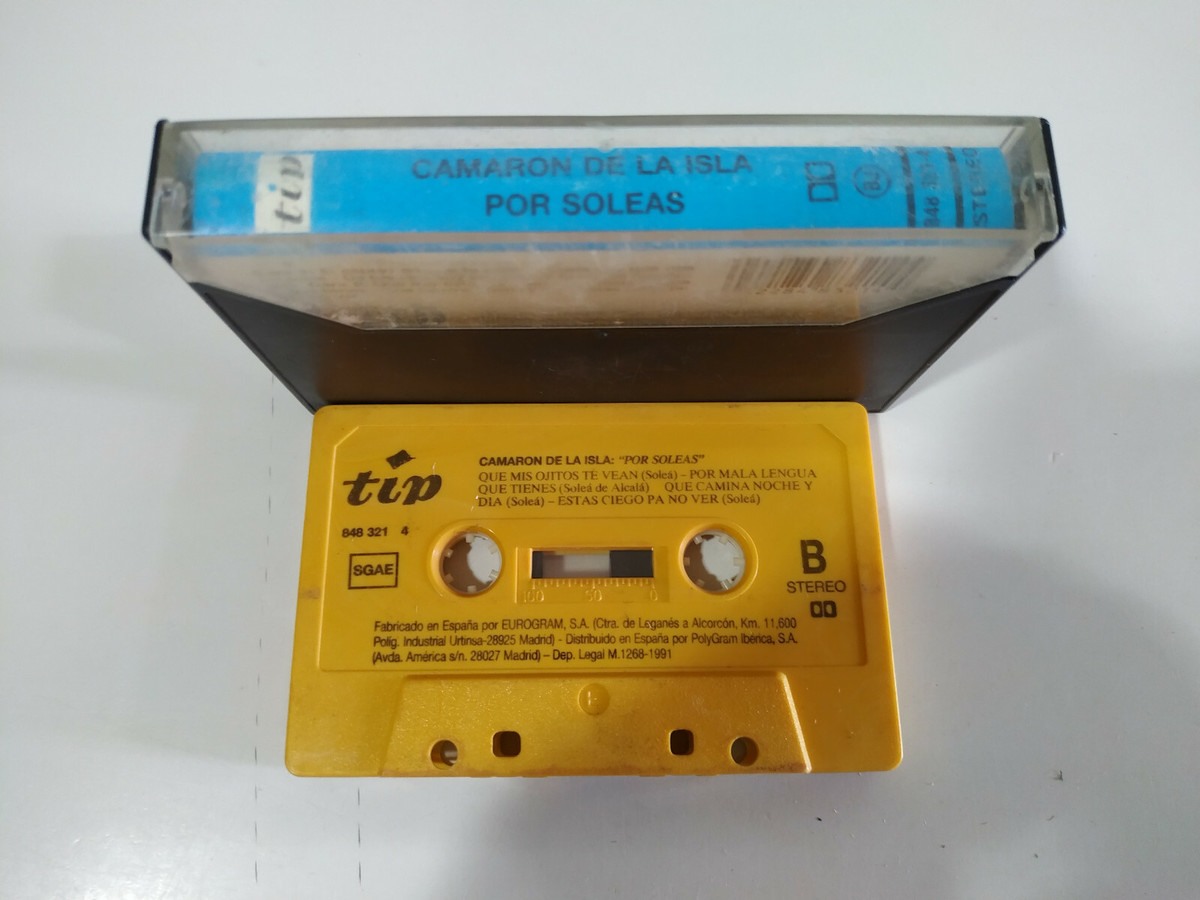 tip
CAMARON DE LA ISLA
POR SOLEAS
BJ
STEREO
tip
848 321 4
SGAE
CAMARON DE LA ISLA: "POR SOLEAS"
QUE MIS OJITOS TE VEAN (Soleá) – POR MALA LENGUA
QUE TIENES (Soleá de Alcalá) QUE CAMINA NOCHE Y
DIA (Soleá) – ESTAS CIEGO PA NO VER (Soleá)
100 50 0
B
STEREO
Fabricado en España por EUROGRAM, S.A. (Ctra. de Leganés a Alcorcón, Km. 11,600
Polig. Industrial Urtinsa-28925 Madrid) - Distribuido en España por PolyGram Ibérica, S.A.
(Avda. América s/n. 28027 Madrid) – Dep. Legal M.1268-1991